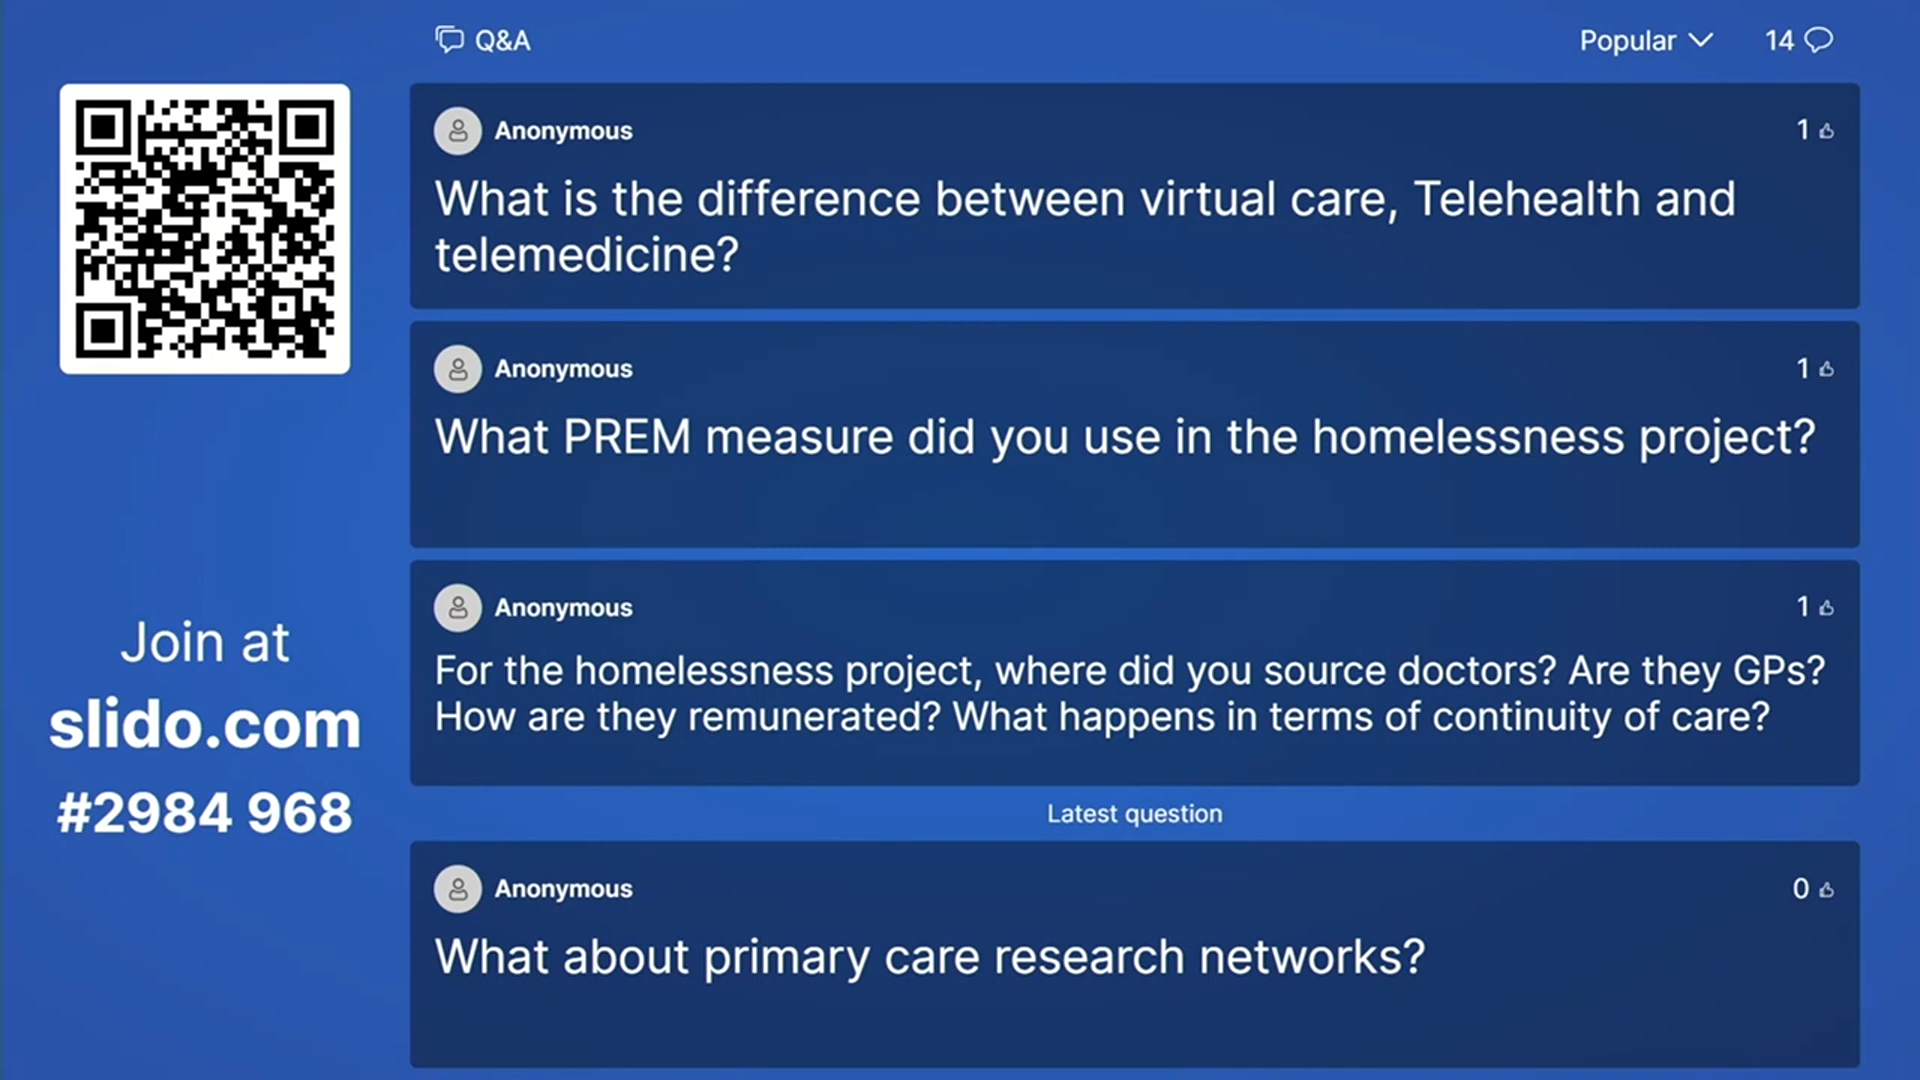 Q&A
Popular
14
Anonymous
1
What is the difference between virtual care, Telehealth and
telemedicine?
Anonymous
1
What PREM measure did you use in the homelessness project?
Anonymous
1
For the homelessness project, where did you source doctors? Are they GPs?
How are they remunerated? What happens in terms of continuity of care?
Latest question
Anonymous
0
What about primary care research networks?
Join at
slido.com
#2984 968